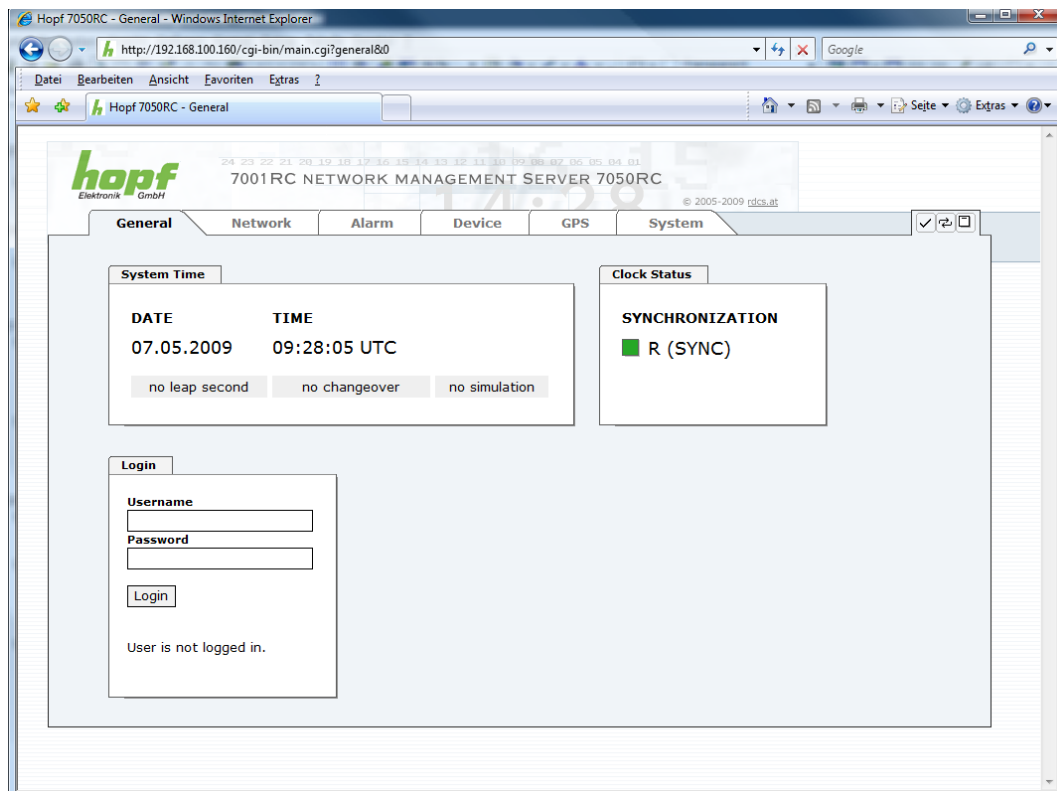 Hopf 7050RC - General - Windows Internet Explorer
http://192.168.100.160/cgi-bin/main.cgi?general&0
Google
Datei Bearbeiten Ansicht Favoriten Extras ?
Hopf 7050RC - General
Seite Extras
24 23 22 21 20 19 18 17 16 15 14 13 12 11 10 09 08 07 06 05 04 01
hopf
Elektronik GmbH
7001RC NETWORK MANAGEMENT SERVER 7050RC
14:28
© 2005-2009 rdcs.at
General Network Alarm Device GPS System
System Time
Clock Status
DATE TIME
SYNCHRONIZATION
07.05.2009 09:28:05 UTC
R (SYNC)
no leap second no changeover no simulation
Login
Username
Password
Login
User is not logged in.